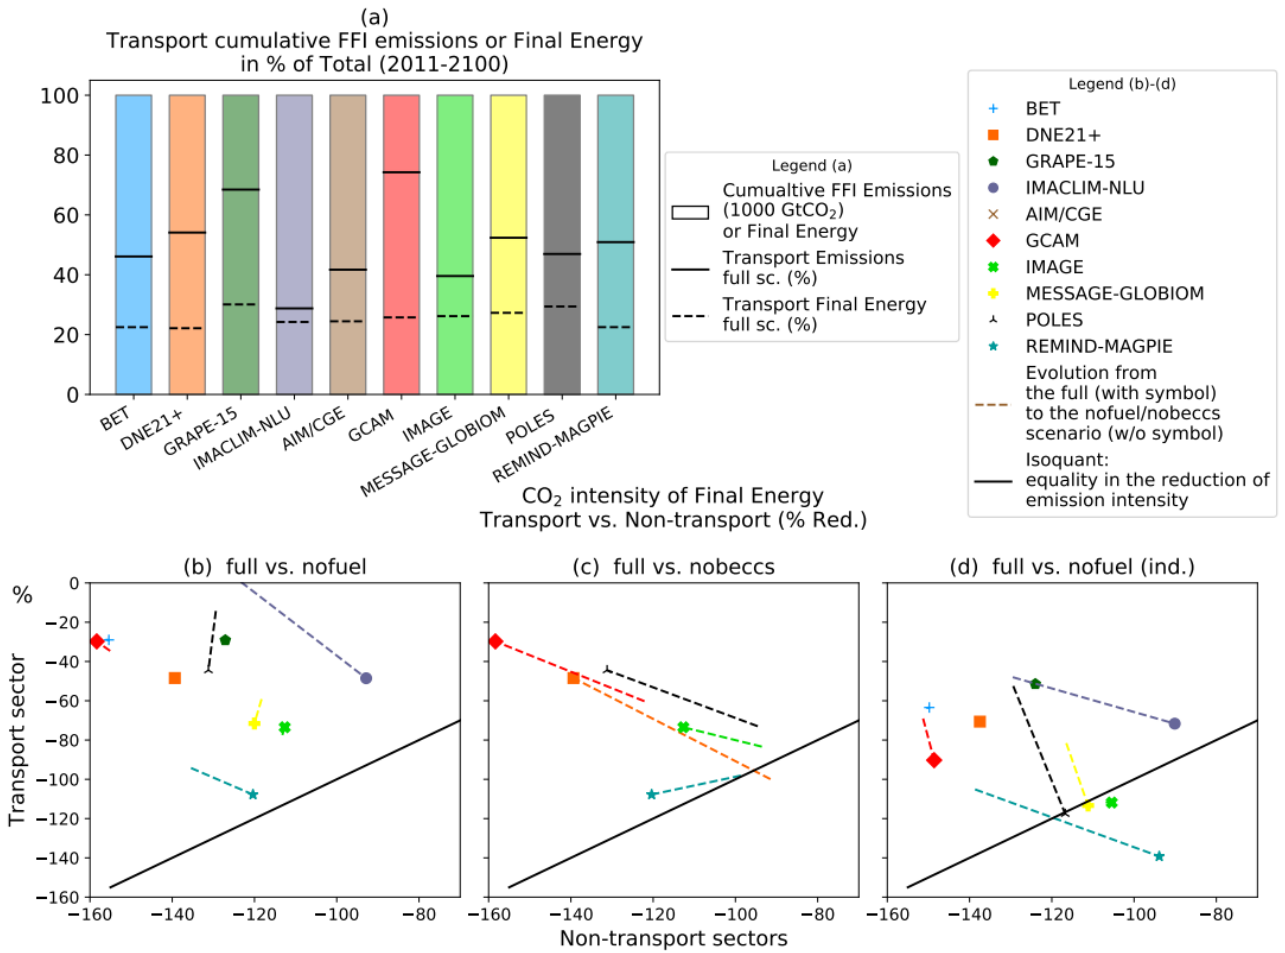 (a)
Transport cumulative FFI emissions or Final Energy
in % of Total (2011-2100)
100
80
60
40
20
0
BET
DNE21+
GRAPE-15
IMACLIM-NLU
AIM/CGE
GCAM
IMAGE
MESSAGE-GLOBIOM
POLES
REMIND-MAGPIE
Legend (a)
Cumualtive FFI Emissions
(1000 GtCO₂)
or Final Energy
Transport Emissions
full sc. (%)
Transport Final Energy
full sc. (%)
Legend (b)-(d)
BET
DNE21+
GRAPE-15
IMACLIM-NLU
AIM/CGE
GCAM
IMAGE
MESSAGE-GLOBIOM
POLES
REMIND-MAGPIE
Evolution from
the full (with symbol)
to the nofuel/nobeccs
scenario (w/o symbol)
Isoquant:
equality in the reduction of
emission intensity
CO₂ intensity of Final Energy
Transport vs. Non-transport (% Red.)
(b) full vs. nofuel
(c) full vs. nobeccs
(d) full vs. nofuel (ind.)
%
Transport sector
0
−20
−40
−60
−80
−100
−120
−140
−160
−160 −140 −120 −100 −80
−160 −140 −120 −100 −80
−160 −140 −120 −100 −80
Non-transport sectors